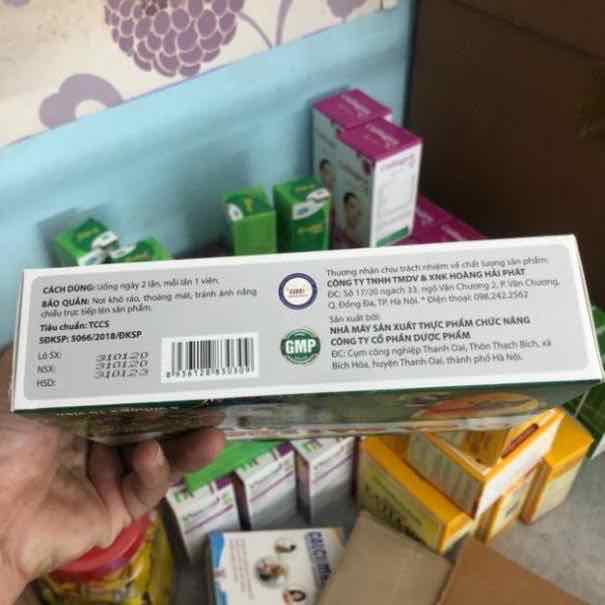 CÁCH DÙNG: Uống ngày 2 lần, mỗi lần 1 viên,
BẢO QUẢN: Nơi khô ráo, thoáng mát, tránh ánh nắng
chiếu trực tiếp lên sản phẩm.
Tiêu chuẩn: TCCS
SĐKSP: 5066/2018/ĐKSP
Lô SX: 310120
NSX: 310120
HSD: 310123
Thương nhân chịu trách nhiệm về chất lượng sản phẩm:
CÔNG TY TNHH TMDV & XNK HOÀNG HẢI PHÁT
ĐC: Số 17/20 ngách 33, ngõ Văn Chương 2, P. Văn Chương,
Q. Đống Đa, TP. Hà Nội. * Điện thoại: 098.242.2562
Sản xuất bởi:
NHÀ MÁY SẢN XUẤT THỰC PHẨM CHỨC NĂNG
CÔNG TY CỔ PHẦN DƯỢC PHẨM
ĐC: Cụm công nghiệp Thanh Oai, Thôn Thạch Bích, xã
Bích Hòa, huyện Thanh Oai, thành phố Hà Nội.
GMP
Collagen